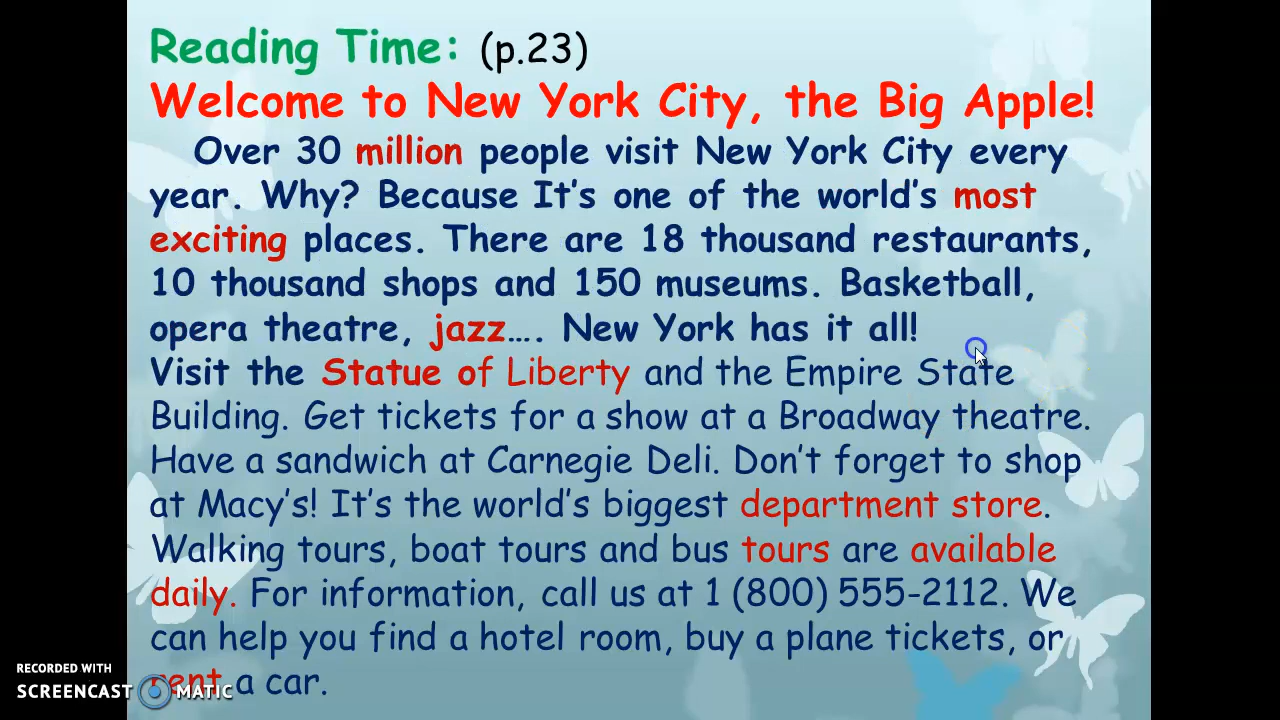 Reading Time: (p.23)
Welcome to New York City, the Big Apple!
Over 30 million people visit New York City every
year. Why? Because It's one of the world's most
exciting places. There are 18 thousand restaurants,
10 thousand shops and 150 museums. Basketball,
opera theatre, jazz…. New York has it all!
Visit the Statue of Liberty and the Empire State
Building. Get tickets for a show at a Broadway theatre.
Have a sandwich at Carnegie Deli. Don't forget to shop
at Macy's! It's the world's biggest department store.
Walking tours, boat tours and bus tours are available
daily. For information, call us at 1 (800) 555-2112. We
can help you find a hotel room, buy a plane tickets, or
rent a car.
RECORDED WITH
SCREENCAST MATIC